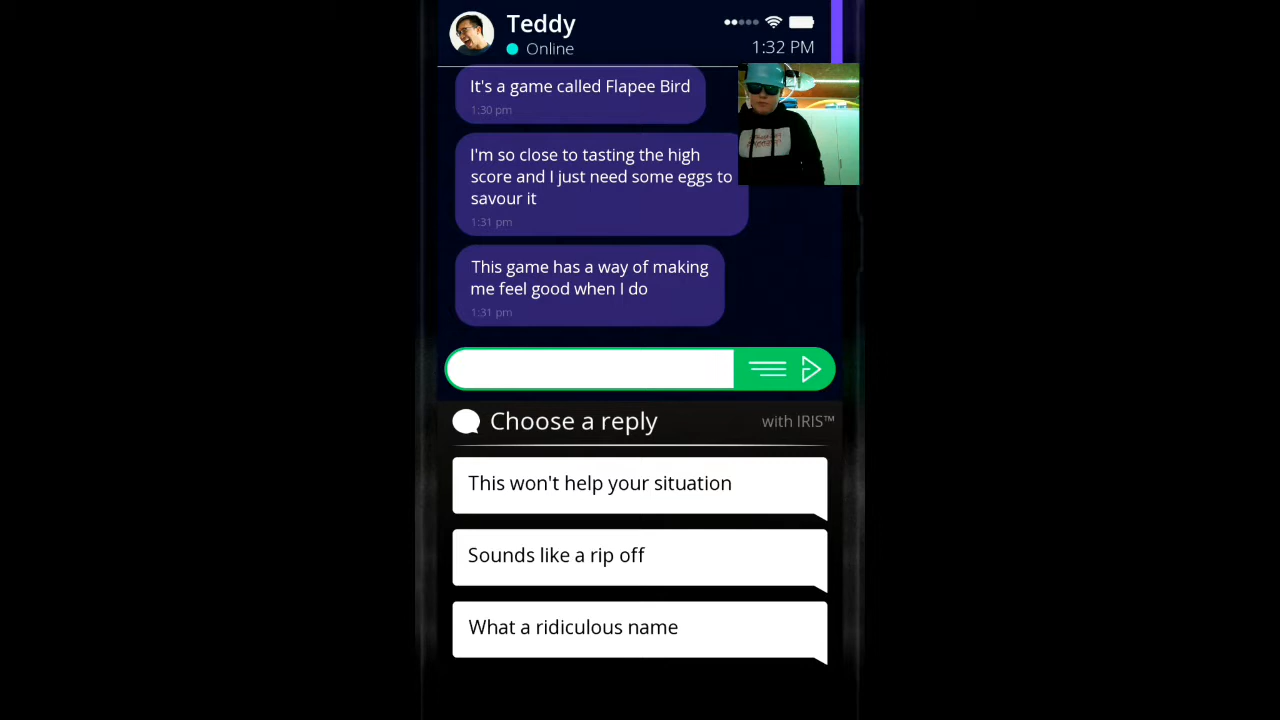 Teddy
Online
1:32 PM
It's a game called Flapee Bird
1:30 pm
I'm so close to tasting the high
score and I just need some eggs to
savour it
1:31 pm
This game has a way of making
me feel good when I do
1:31 pm
Choose a reply
with IRIS™
This won't help your situation
Sounds like a rip off
What a ridiculous name